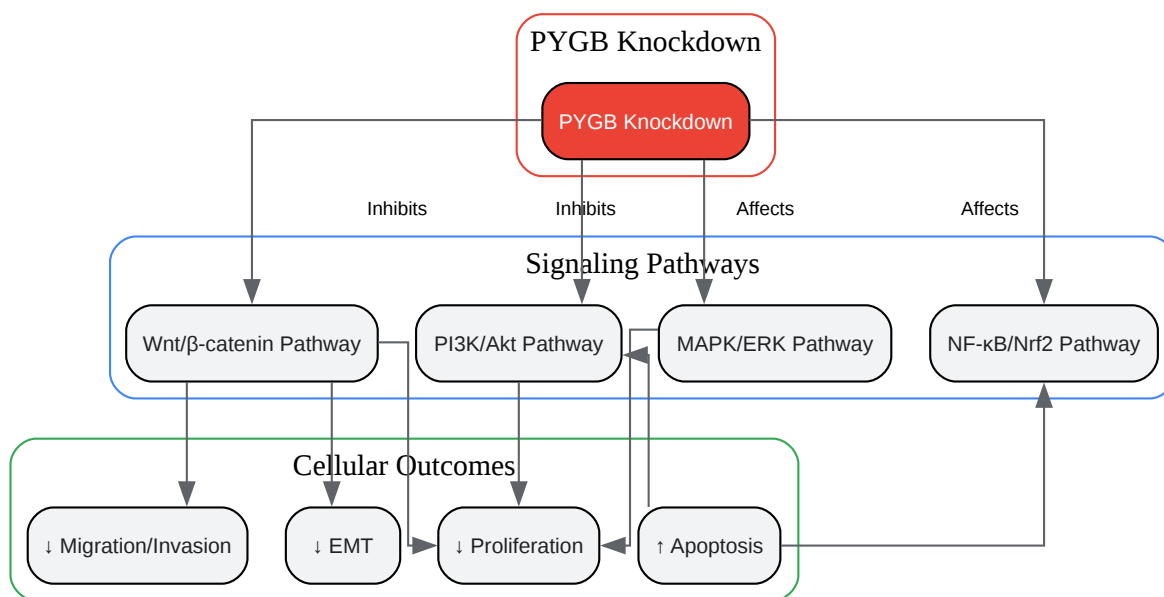 PYGB Knockdown
PYGB Knockdown
Inhibits
Inhibits
Affects
Affects
Signaling Pathways
Wnt/β-catenin Pathway
PI3K/Akt Pathway
MAPK/ERK Pathway
NF-κB/Nrf2 Pathway
Cellular Outcomes
↓ Migration/Invasion
↓ EMT
↓ Proliferation
↑ Apoptosis